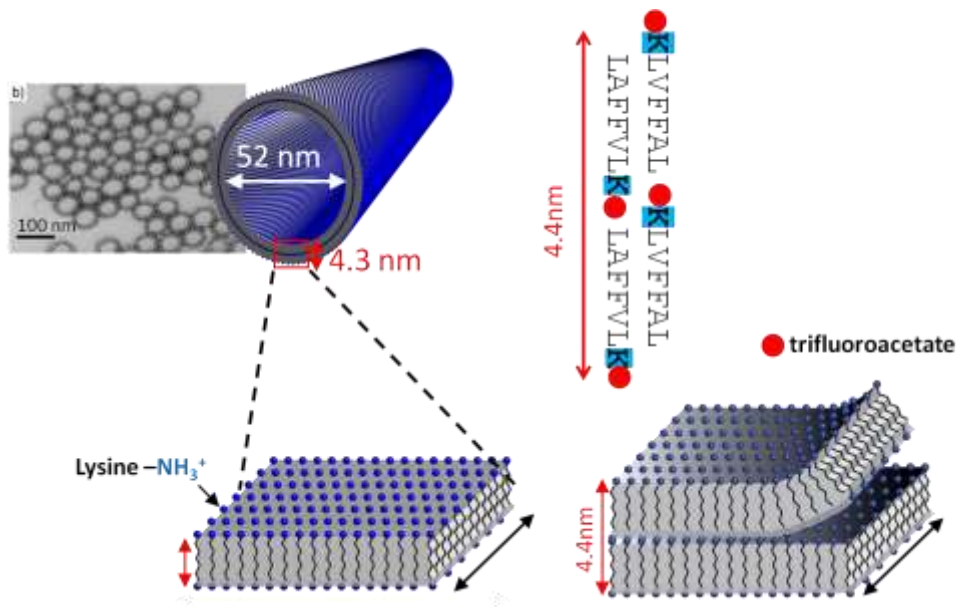 b)
100 nm
52 nm
4.3 nm
4.4nm
LAFFVLK
KLVFFAL
LAFFVLK
KLVFFAL
trifluoroacetate
Lysine –NH₃⁺
4.4nm